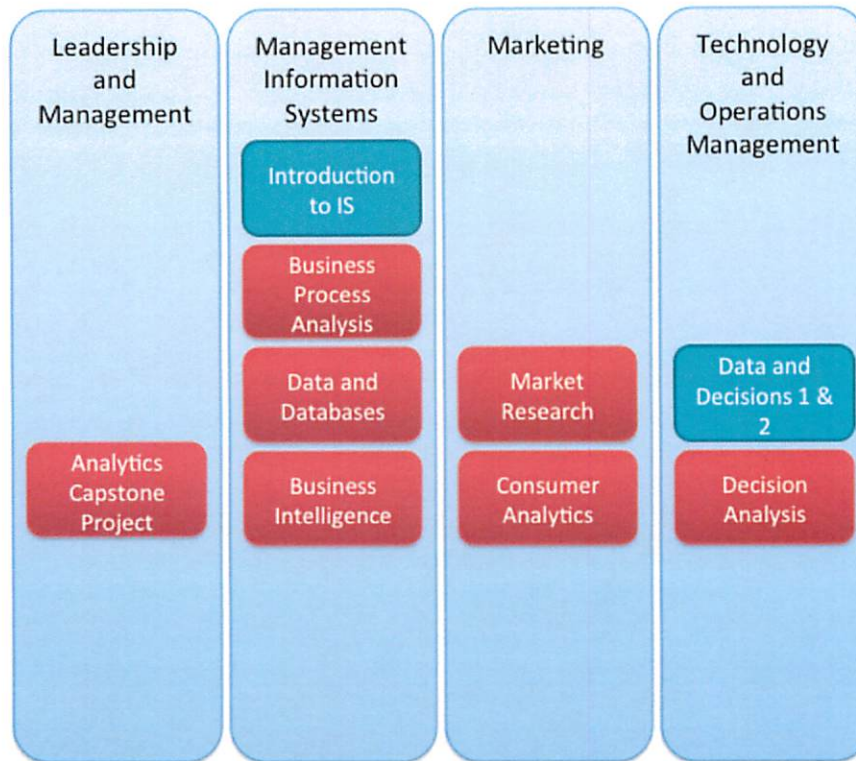 Leadership
and
Management
Management
Information
Systems
Introduction
to IS
Business
Process
Analysis
Data and
Databases
Business
Intelligence
Marketing
Market
Research
Consumer
Analytics
Technology
and
Operations
Management
Data and
Decisions 1 &
2
Decision
Analysis
Analytics
Capstone
Project